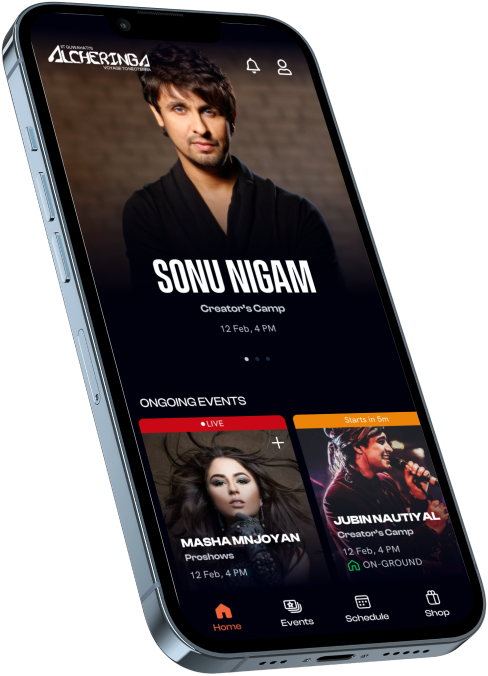 IIT GUWAHATI'S
ALCHERINGA
VOYAGE TO NEOTERRA
SONU NIGAM
Creator's Camp
12 Feb, 4 PM
ONGOING EVENTS
LIVE
Starts in 5m
MASHA MNJOYAN
Proshows
12 Feb, 4 PM
JUBIN NAUTIYAL
Creator's Camp
12 Feb, 4 PM
ON-GROUND
Home
Events
Schedule
Shop